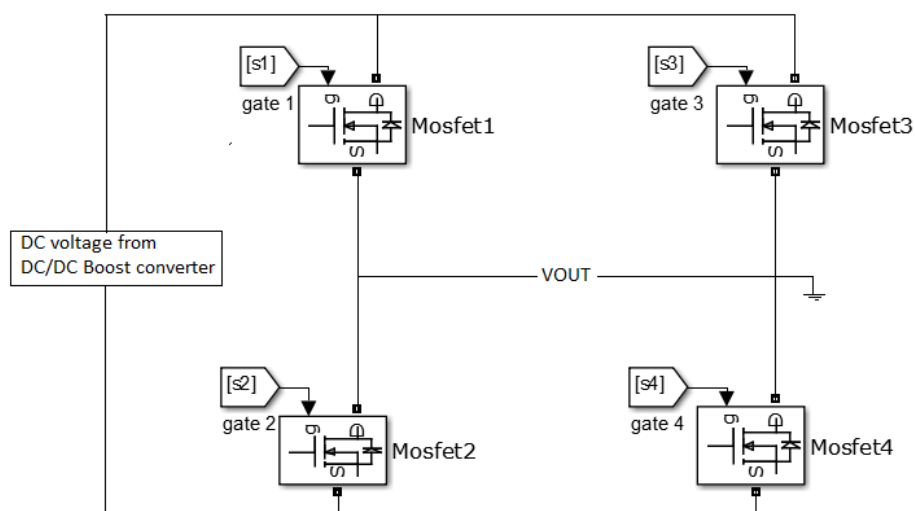 [s1]
gate 1
g
D
S
Mosfet1
[s3]
gate 3
g
D
S
Mosfet3
DC voltage from
DC/DC Boost converter
VOUT
[s2]
gate 2
g
D
S
Mosfet2
[s4]
gate 4
g
D
S
Mosfet4